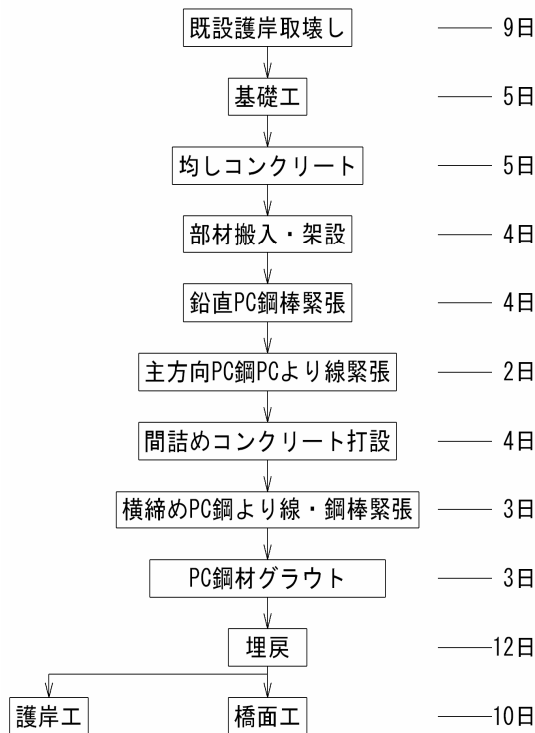 既設護岸取壊し 9日
基礎工 5日
均しコンクリート 5日
部材搬入・架設 4日
鉛直PC鋼棒緊張 4日
主方向PC鋼PCより線緊張 2日
間詰めコンクリート打設 4日
横締めPC鋼より線・鋼棒緊張 3日
PC鋼材グラウト 3日
埋戻 12日
護岸工 橋面工 10日